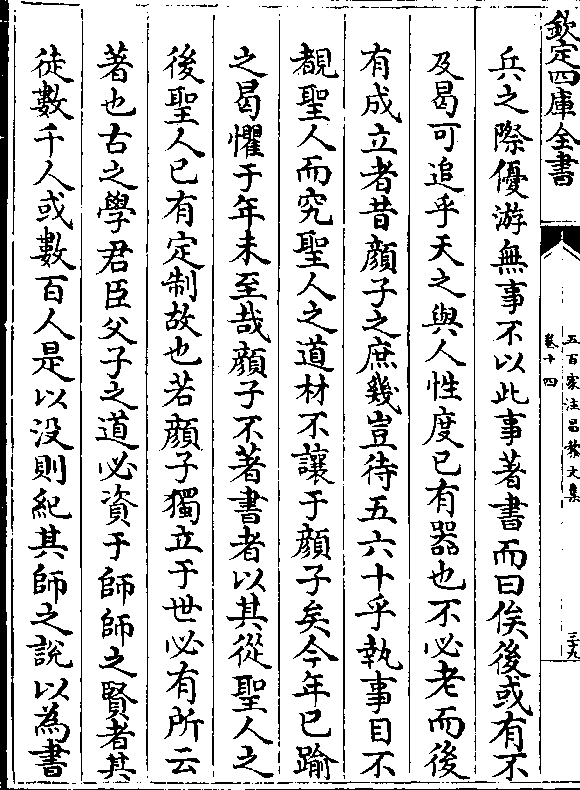 欽定四庫全書
五百家注昌黎文集
卷十四
三九
兵之際優游無事不以此事著書而曰俟後或有不
及曷可追乎天之與人性度已有器也不必老而後
有成立者昔顔子之庶幾豈待五六十乎執事目不
覩聖人而究聖人之道材不讓于顔子矣今年已踰
之曷懼于年未至哉顔子不著書者以其從聖人之
後聖人已有定制故也若顔子獨立于世必有所云
著也古之學君臣父子之道必資于師師之賢者其
徒數千人或數百人是以没則紀其師之說以為書